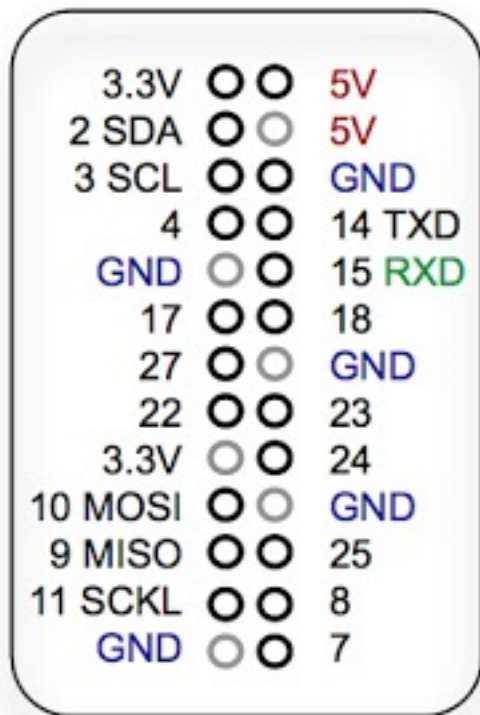 3.3V 5V
2 SDA 5V
3 SCL GND
4 14 TXD
GND 15 RXD
17 18
27 GND
22 23
3.3V 24
10 MOSI GND
9 MISO 25
11 SCKL 8
GND 7